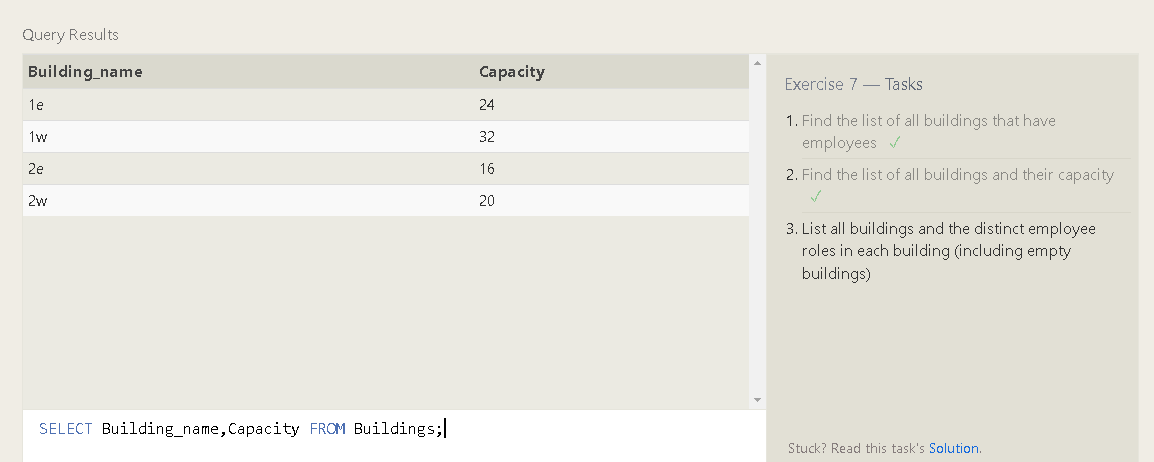 Query Results
Building_name Capacity
1e 24
1w 32
2e 16
2w 20
SELECT Building_name,Capacity FROM Buildings;
Exercise 7 — Tasks
1. Find the list of all buildings that have
employees ✓
2. Find the list of all buildings and their capacity
✓
3. List all buildings and the distinct employee
roles in each building (including empty
buildings)
Stuck? Read this task's Solution.